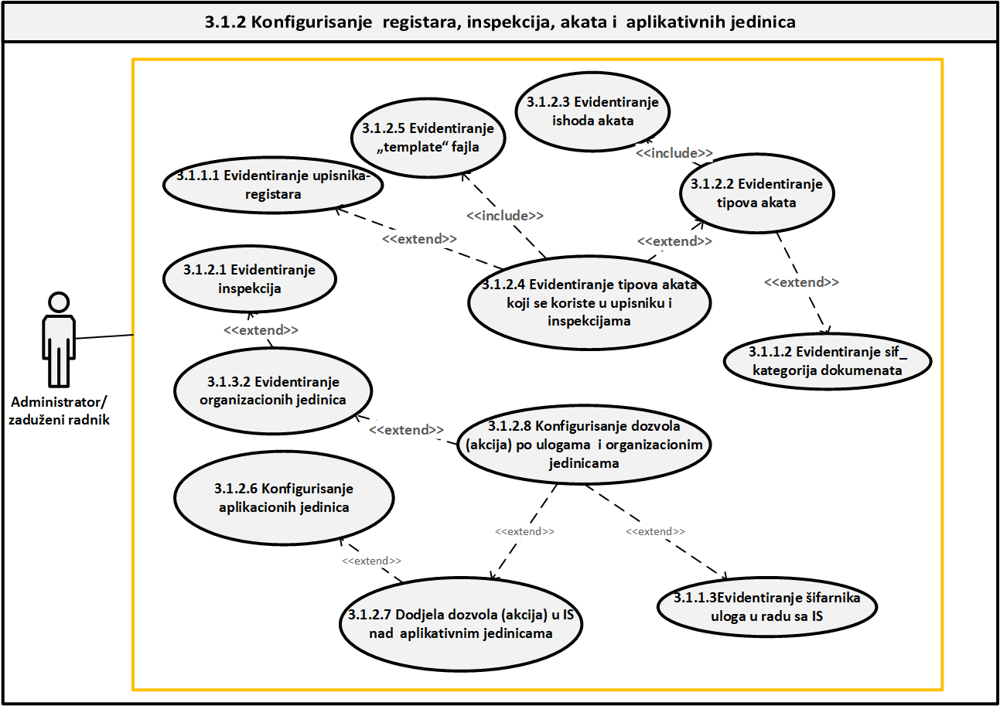 3.1.2 Konfigurisanje  registara, inspekcija, akata i  aplikativnih jedinica
3.1.2.3 Evidentiranje
ishoda akata
3.1.2.5 Evidentiranje
„template“ fajla
<<include>>
3.1.1.1 Evidentiranje upisnika-
registara
3.1.2.2 Evidentiranje
tipova akata
<<include>>
<<extend>>
<<extend>>
3.1.2.1 Evidentiranje
inspekcija
3.1.2.4 Evidentiranje tipova akata
koji se koriste u upisniku i
inspekcijama
<<extend>>
<<extend>>
3.1.1.2 Evidentiranje sif_
kategorija dokumenata
3.1.3.2 Evidentiranje
organizacionih jedinica
Administrator/
zaduženi radnik
<<extend>>
3.1.2.8 Konfigurisanje dozvola
(akcija) po ulogama  i organizacionim
jedinicama
3.1.2.6 Konfigurisanje
aplikacionih jedinica
<<extend>>
<<extend>>
<<extend>>
3.1.2.7 Dodjela dozvola (akcija) u IS
nad  aplikativnim jedinicama
3.1.1.3Evidentiranje šifarnika
uloga u radu sa IS